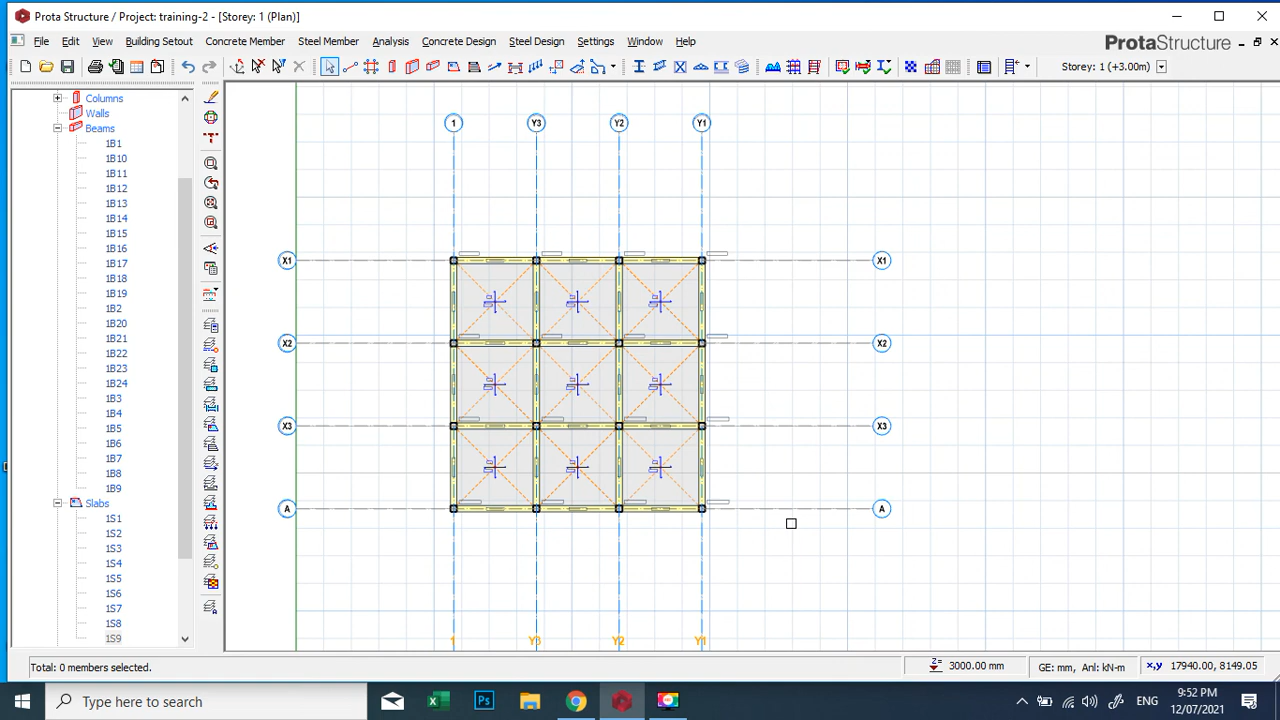 Prota Structure / Project: training-2 - [Storey: 1 (Plan)]
File Edit View Building Setout Concrete Member Steel Member Analysis Concrete Design Steel Design Settings Window Help
ProtaStructure
Storey: 1 (+3.00m)
Columns
Walls
Beams
1B1
1B10
1B11
1B12
1B13
1B14
1B15
1B16
1B17
1B18
1B19
1B2
1B20
1B21
1B22
1B23
1B24
1B3
1B4
1B5
1B6
1B7
1B8
1B9
Slabs
1S1
1S2
1S3
1S4
1S5
1S6
1S7
1S8
1S9
1 Y3 Y2 Y1
X1 X1
X2 X2
X3 X3
A A
1 Y3 Y2 Y1
Total: 0 members selected.
Z= 3000.00 mm
GE: mm, Anl: kN-m
x,y 17940.00, 8149.05
Type here to search
ENG
9:52 PM
12/07/2021